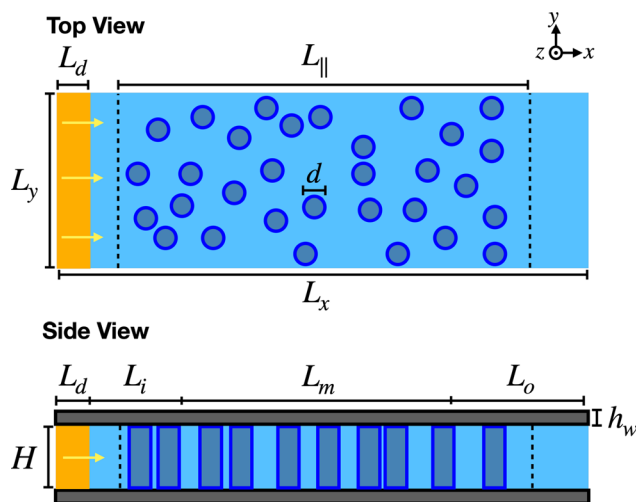 Top View
y
z x
L_d
L_∥
L_y
d
L_x
Side View
L_d L_i L_m L_o
h_w
H